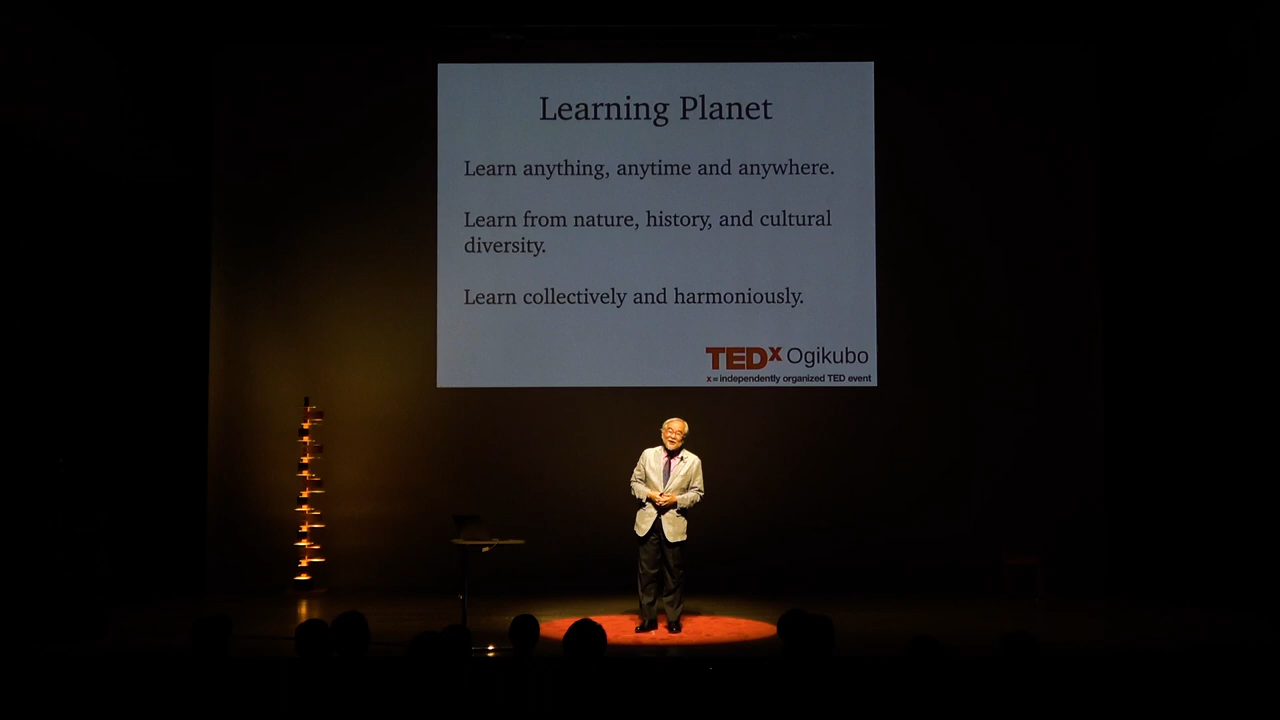 Learning Planet
Learn anything, anytime and anywhere.
Learn from nature, history, and cultural
diversity.
Learn collectively and harmoniously.
TEDx Ogikubo
x = independently organized TED event